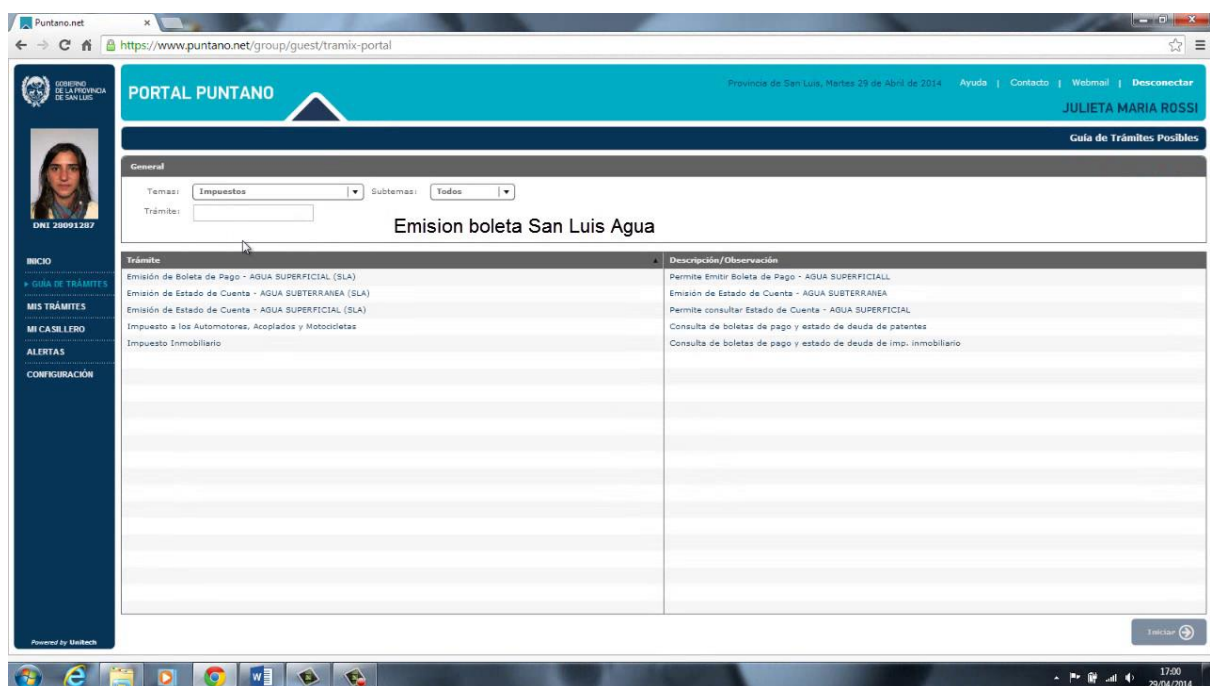 Puntano.net
https://www.puntano.net/group/guest/tramix-portal
GOBIERNO
DE LA PROVINCIA
DE SAN LUIS
PORTAL PUNTANO
Provincia de San Luis, Martes 29 de Abril de 2014 Ayuda | Contacto | Webmail | Desconectar
JULIETA MARIA ROSSI
Guía de Trámites Posibles
DNI 28091287
General
Temas: Impuestos Subtemas: Todos
Trámite:
Emision boleta San Luis Agua
INICIO
GUÍA DE TRÁMITES
MIS TRÁMITES
MI CASILLERO
ALERTAS
CONFIGURACIÓN
Trámite Descripción/Observación
Emisión de Boleta de Pago - AGUA SUPERFICIAL (SLA) Permite Emitir Boleta de Pago - AGUA SUPERFICIALL
Emisión de Estado de Cuenta - AGUA SUBTERRANEA (SLA) Emisión de Estado de Cuenta - AGUA SUBTERRANEA
Emisión de Estado de Cuenta - AGUA SUPERFICIAL (SLA) Permite consultar Estado de Cuenta - AGUA SUPERFICIAL
Impuesto a los Automotores, Acoplados y Motocicletas Consulta de boletas de pago y estado de deuda de patentes
Impuesto Inmobiliario Consulta de boletas de pago y estado de deuda de imp. inmobiliario
Iniciar
Powered by Unitech
17:00
29/04/2014